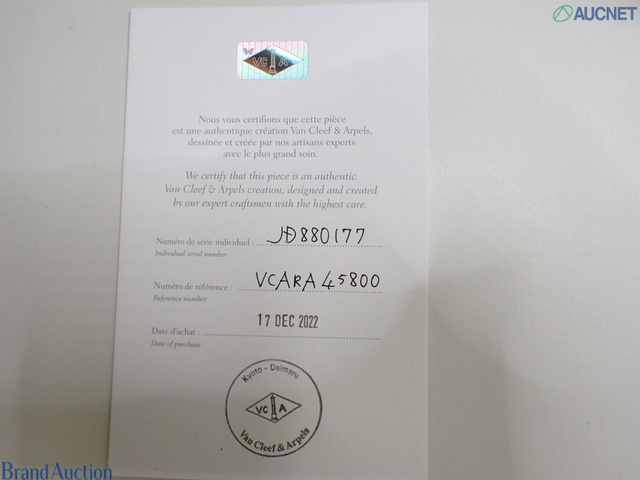 AUCNET
VC A
Nous vous certifions que cette pièce
est une authentique création Van Cleef & Arpels,
dessinée et créée par nos artisans experts
avec le plus grand soin.
We certify that this piece is an authentic
Van Cleef & Arpels creation, designed and created
by our expert craftsmen with the highest care.
Numéro de série individuel : JD880177
Individual serial number
Numéro de référence : VCARA45800
Reference number
17 DEC 2022
Date d'achat :
Date of purchase
Kyoto - Daimaru
VC A
Van Cleef & Arpels
Brand Auction